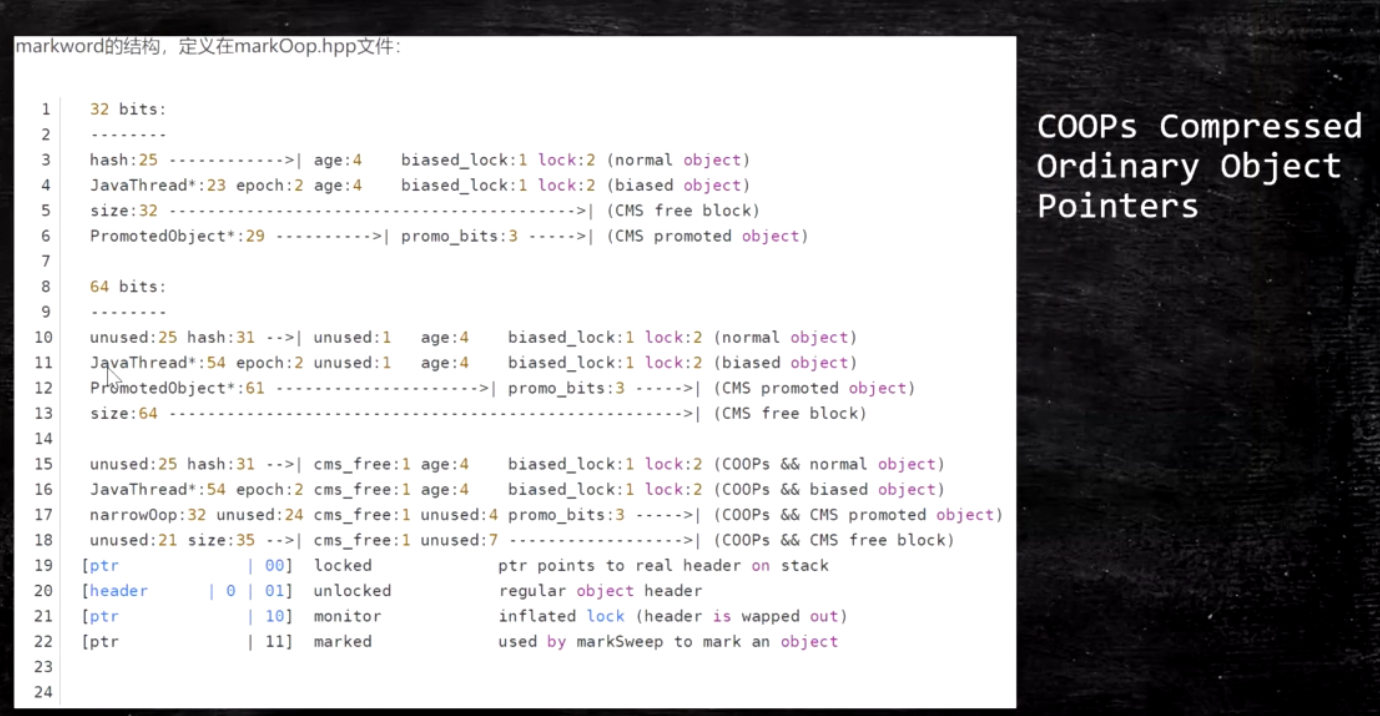 markword的结构，定义在markOop.hpp文件：
1 32 bits:
2 --------
3 hash:25 ------------>| age:4    biased_lock:1 lock:2 (normal object)
4 JavaThread*:23 epoch:2 age:4    biased_lock:1 lock:2 (biased object)
5 size:32 ------------------------------------------>| (CMS free block)
6 PromotedObject*:29 ---------->| promo_bits:3 ----->| (CMS promoted object)
7
8 64 bits:
9 --------
10 unused:25 hash:31 -->| unused:1   age:4    biased_lock:1 lock:2 (normal object)
11 JavaThread*:54 epoch:2 unused:1   age:4    biased_lock:1 lock:2 (biased object)
12 PromotedObject*:61 --------------------->| promo_bits:3 ----->| (CMS promoted object)
13 size:64 ----------------------------------------------------->| (CMS free block)
14
15 unused:25 hash:31 -->| cms_free:1 age:4    biased_lock:1 lock:2 (COOPs && normal object)
16 JavaThread*:54 epoch:2 cms_free:1 age:4    biased_lock:1 lock:2 (COOPs && biased object)
17 narrowOop:32 unused:24 cms_free:1 unused:4 promo_bits:3 ----->| (COOPs && CMS promoted object)
18 unused:21 size:35 -->| cms_free:1 unused:7 ------------------>| (COOPs && CMS free block)
19 [ptr             | 00]  locked             ptr points to real header on stack
20 [header      | 0 | 01]  unlocked           regular object header
21 [ptr             | 10]  monitor            inflated lock (header is wapped out)
22 [ptr             | 11]  marked             used by markSweep to mark an object
23
24
COOPs Compressed
Ordinary Object
Pointers